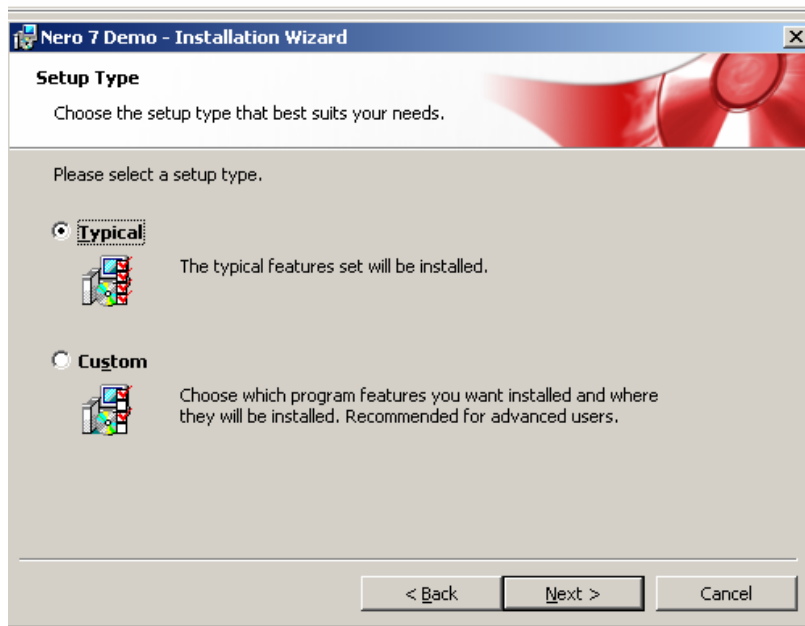 Nero 7 Demo - Installation Wizard
Setup Type
Choose the setup type that best suits your needs.
Please select a setup type.
Typical
The typical features set will be installed.
Custom
Choose which program features you want installed and where
they will be installed. Recommended for advanced users.
< Back Next > Cancel